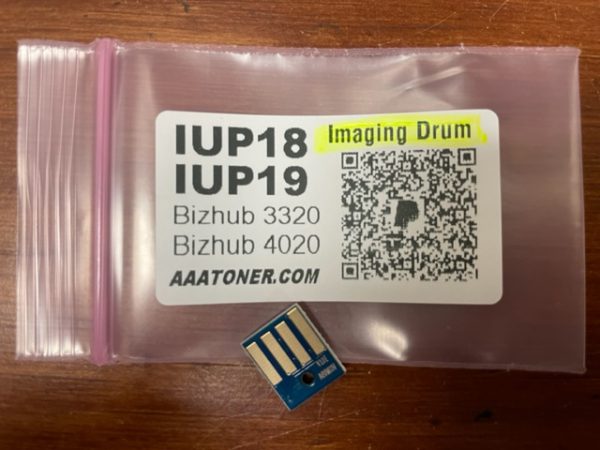 IUP18
Imaging Drum
IUP19
Bizhub 3320
Bizhub 4020
AAATONER.COM